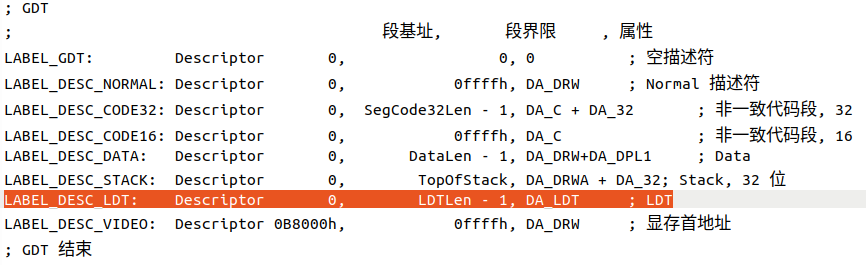 ; GDT
;                                         段基址,       段界限     , 属性
LABEL_GDT:         Descriptor       0,                 0, 0          ; 空描述符
LABEL_DESC_NORMAL: Descriptor       0,            0ffffh, DA_DRW     ; Normal 描述符
LABEL_DESC_CODE32: Descriptor       0,  SegCode32Len - 1, DA_C + DA_32       ; 非一致代码段, 32
LABEL_DESC_CODE16: Descriptor       0,            0ffffh, DA_C       ; 非一致代码段, 16
LABEL_DESC_DATA:   Descriptor       0,       DataLen - 1, DA_DRW+DA_DPL1     ; Data
LABEL_DESC_STACK:  Descriptor       0,        TopOfStack, DA_DRWA + DA_32; Stack, 32 位
LABEL_DESC_LDT:    Descriptor       0,        LDTLen - 1, DA_LDT     ; LDT
LABEL_DESC_VIDEO:  Descriptor 0B8000h,            0ffffh, DA_DRW     ; 显存首地址
; GDT 结束